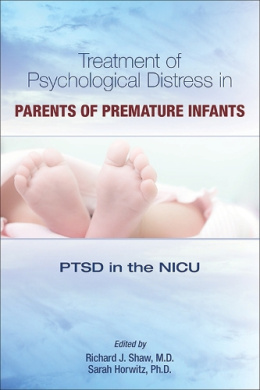 Treatment of
Psychological Distress in
PARENTS OF PREMATURE INFANTS
PTSD in the NICU
Edited by
Richard J. Shaw, M.D.
Sarah Horwitz, Ph.D.